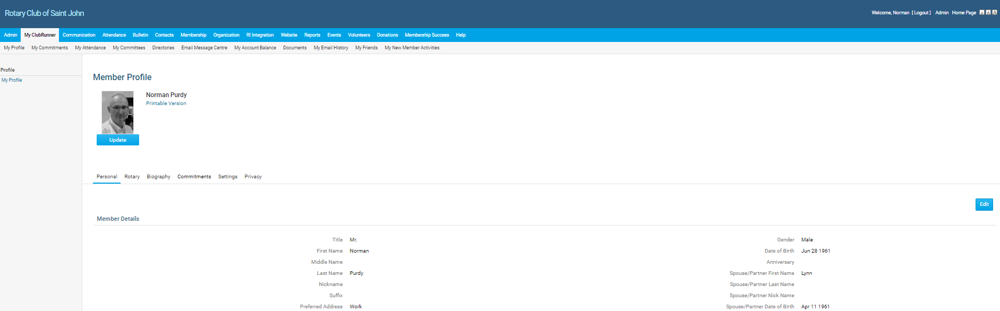 Rotary Club of Saint John
Welcome, Norman [ Logout ] Admin Home Page A A A
Admin My ClubRunner Communication Attendance Bulletin Contacts Membership Organization RI Integration Website Reports Events Volunteers Donations Membership Success Help
My Profile My Commitments My Attendance My Committees Directories Email Message Centre My Account Balance Documents My Email History My Friends My New Member Activities
Profile
My Profile
Member Profile
Norman Purdy
Printable Version
Update
Personal Rotary Biography Commitments Settings Privacy
Edit
Member Details
Title Mr. Gender Male
First Name Norman Date of Birth Jun 28 1961
Middle Name Anniversary
Last Name Purdy Spouse/Partner First Name Lynn
Nickname Spouse/Partner Last Name
Suffix Spouse/Partner Nick Name
Preferred Address Work Spouse/Partner Date of Birth Apr 11 1961